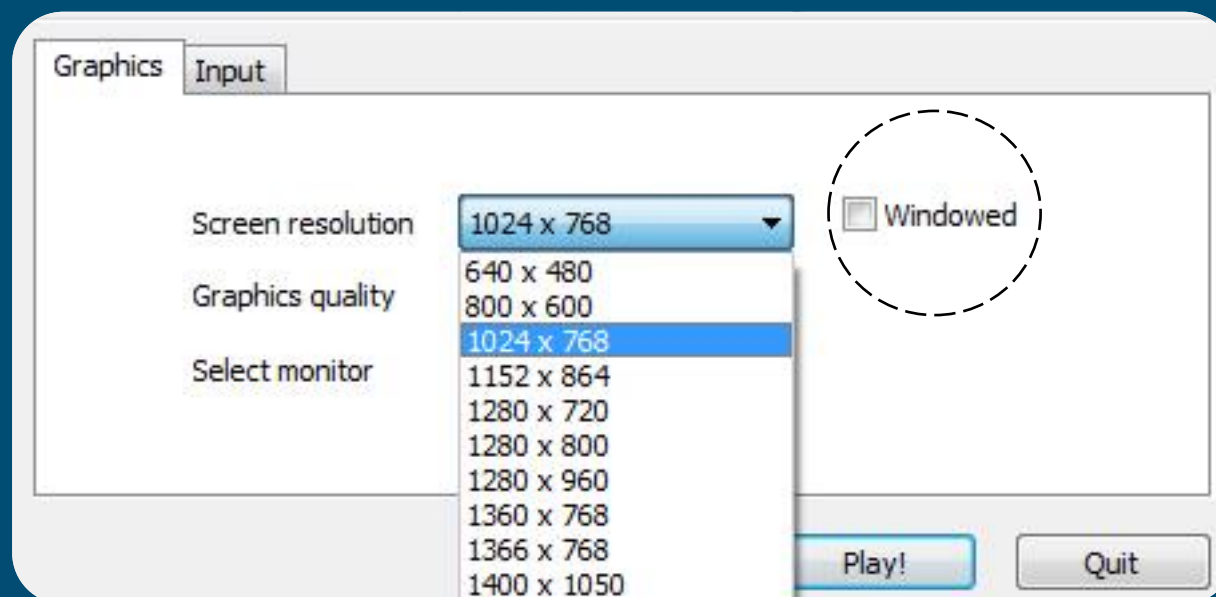 Graphics
Input
Screen resolution
1024 x 768
Windowed
640 x 480
Graphics quality
800 x 600
1024 x 768
Select monitor
1152 x 864
1280 x 720
1280 x 800
1280 x 960
1360 x 768
1366 x 768
1400 x 1050
Play!
Quit